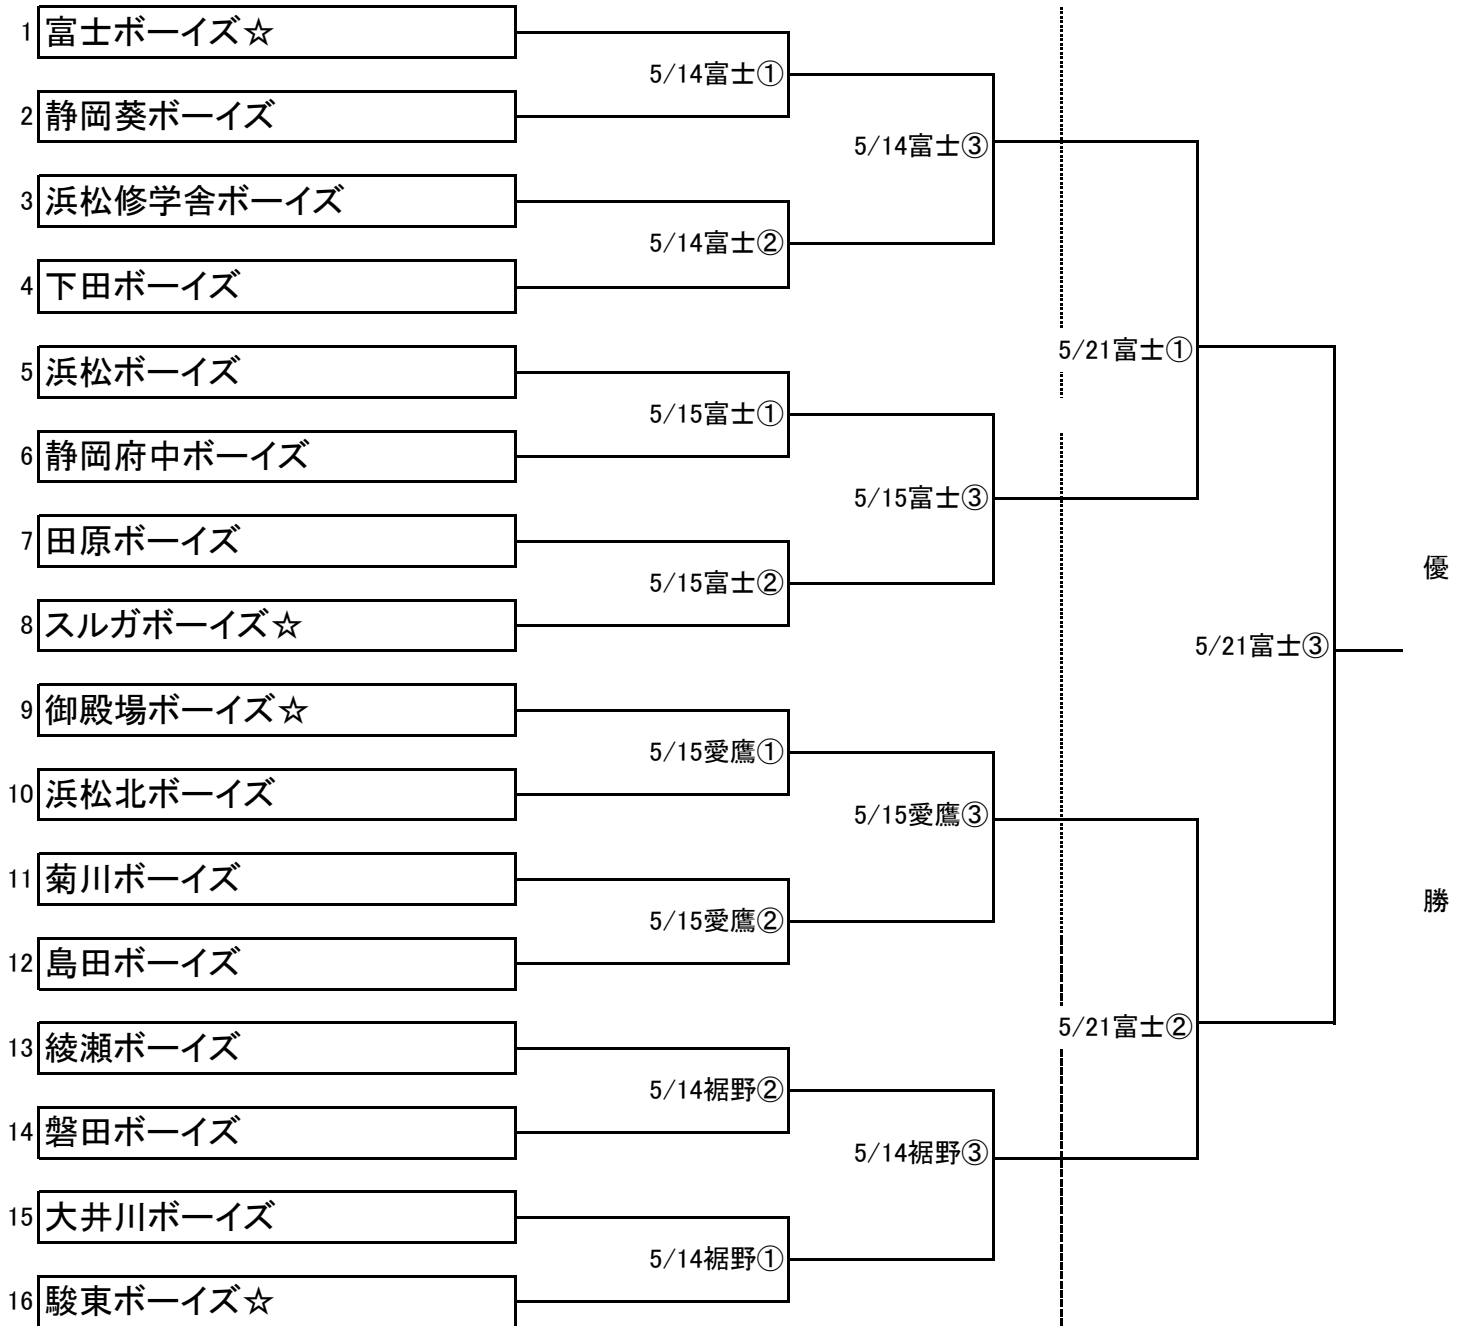 1 富士ボーイズ☆
5/14富士①
2 静岡葵ボーイズ
5/14富士③
3 浜松修学舎ボーイズ
5/14富士②
4 下田ボーイズ
5/21富士①
5 浜松ボーイズ
5/15富士①
6 静岡府中ボーイズ
5/15富士③
7 田原ボーイズ
5/15富士②
8 スルガボーイズ☆
優
5/21富士③
9 御殿場ボーイズ☆
5/15愛鷹①
10 浜松北ボーイズ
5/15愛鷹③
11 菊川ボーイズ
5/15愛鷹②
12 島田ボーイズ
勝
5/21富士②
13 綾瀬ボーイズ
5/14裾野②
14 磐田ボーイズ
5/14裾野③
15 大井川ボーイズ
5/14裾野①
16 駿東ボーイズ☆